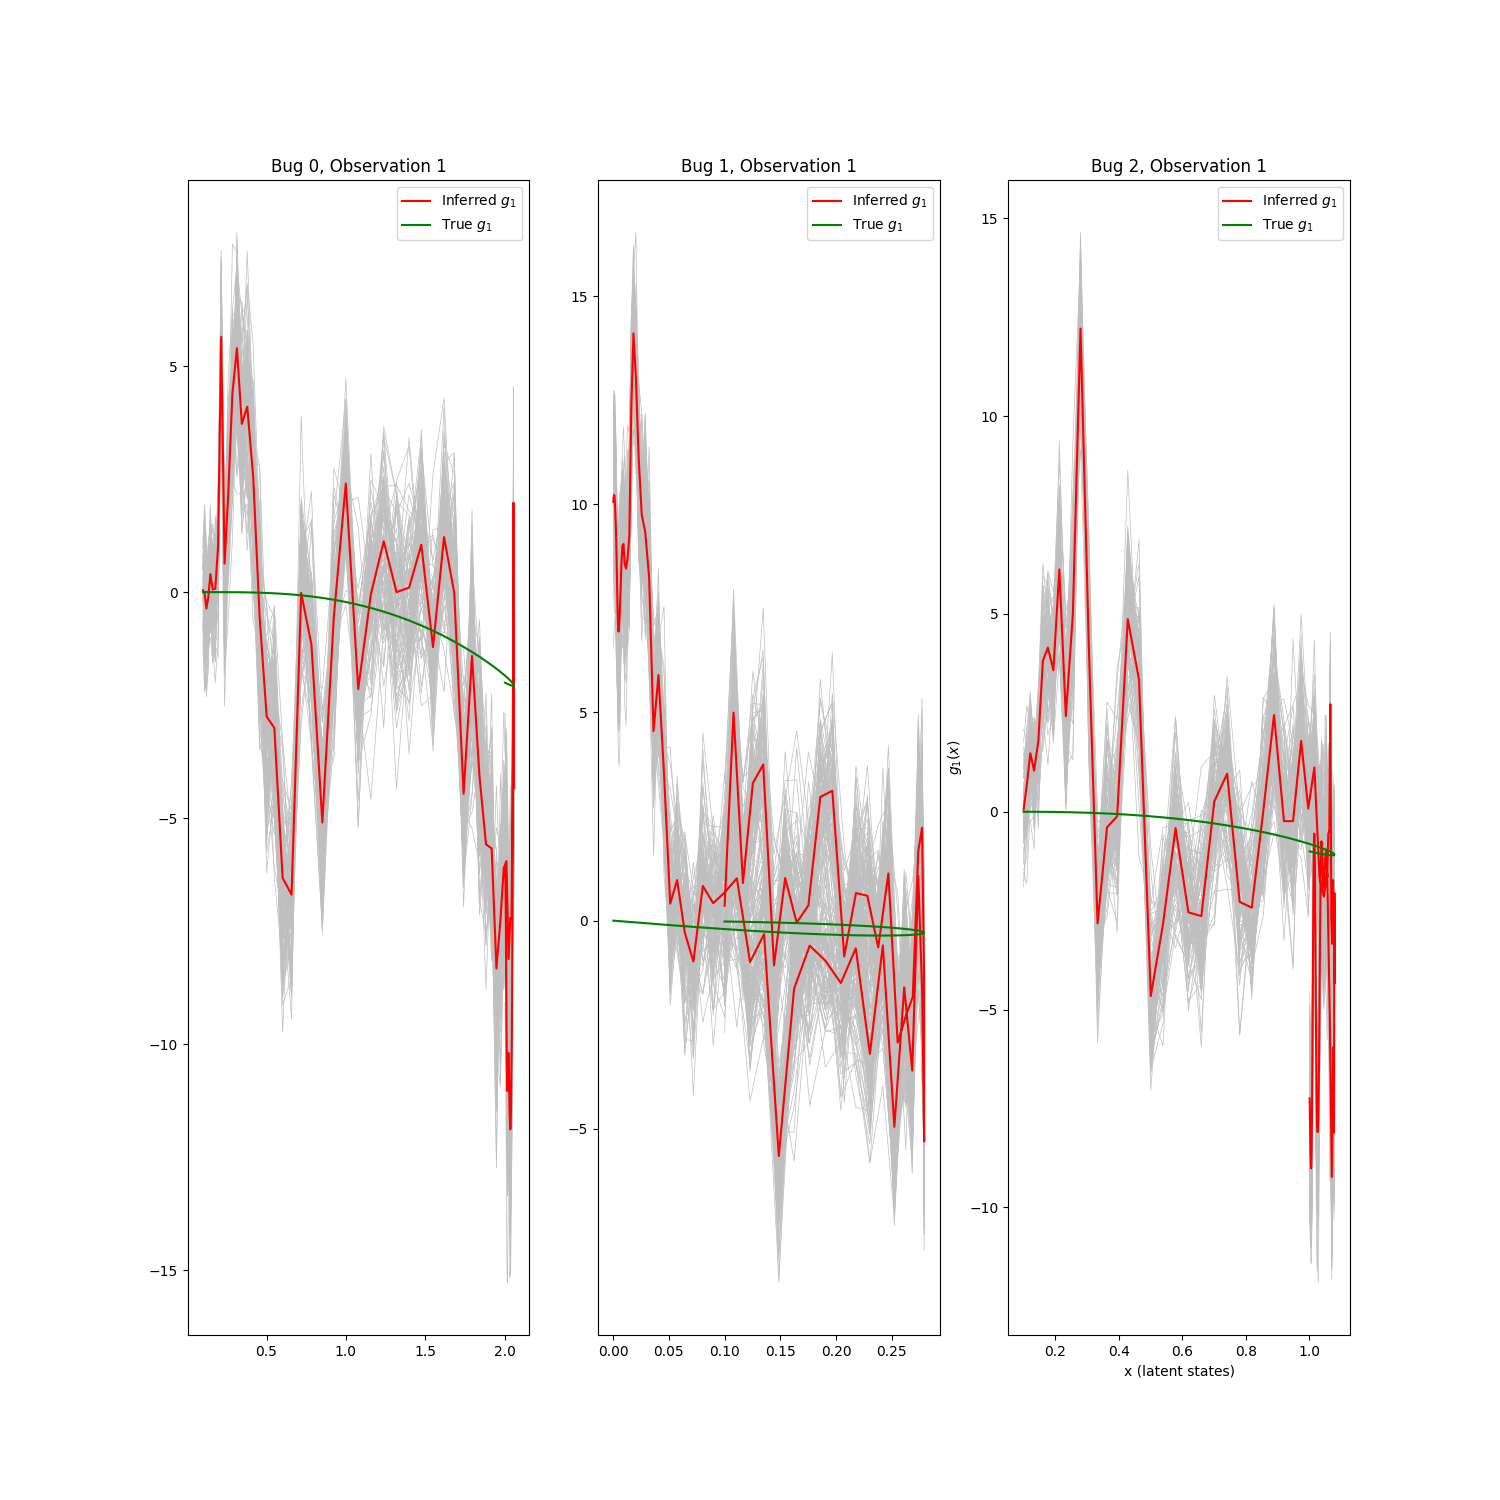 Bug 0, Observation 1
Inferred g₁
True g₁
5
0
−5
−10
−15
0.5 1.0 1.5 2.0
Bug 1, Observation 1
Inferred g₁
True g₁
15
10
5
0
−5
0.00 0.05 0.10 0.15 0.20 0.25
Bug 2, Observation 1
Inferred g₁
True g₁
g₁(x)
15
10
5
0
−5
−10
0.2 0.4 0.6 0.8 1.0
x (latent states)